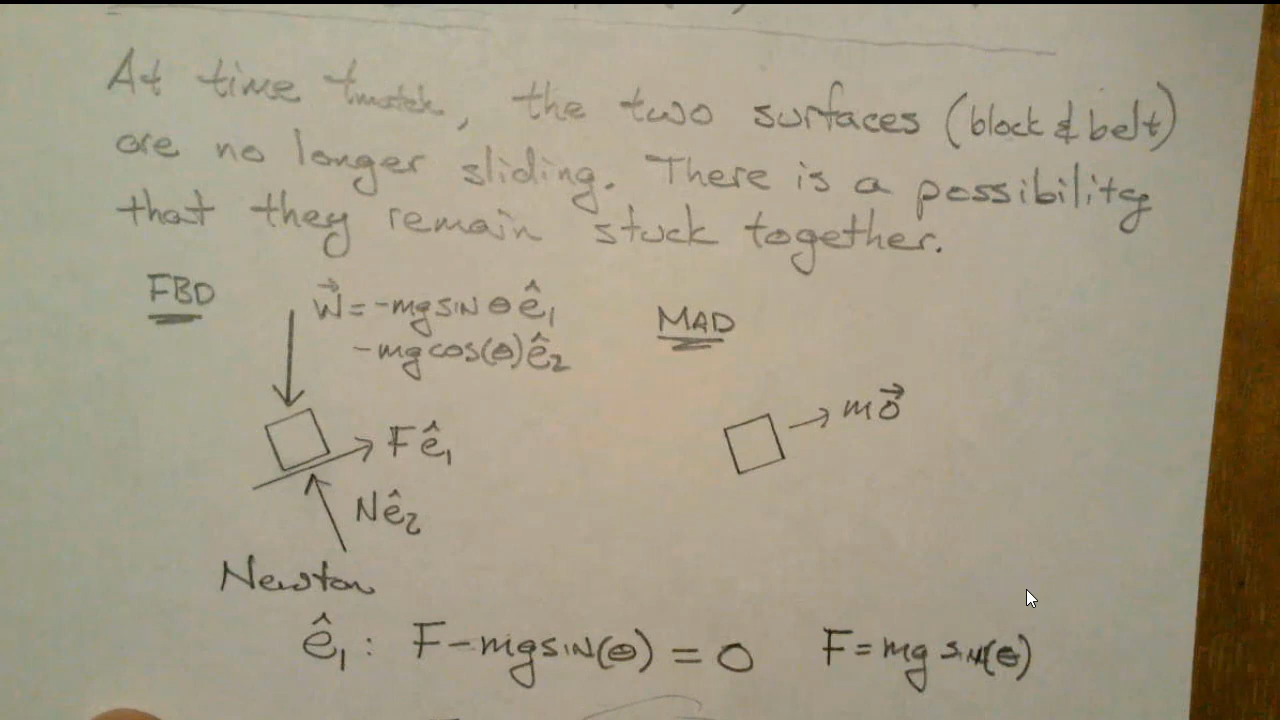 At time tmatch, the two surfaces (block & belt)
are no longer sliding. There is a possibility
that they remain stuck together.
FBD
W⃗ = -mg sin θ ê₁
-mg cos(θ) ê₂
MAD
F ê₁
m o⃗
N ê₂
Newton
ê₁: F - mg sin(θ) = 0 F = mg sin(θ)